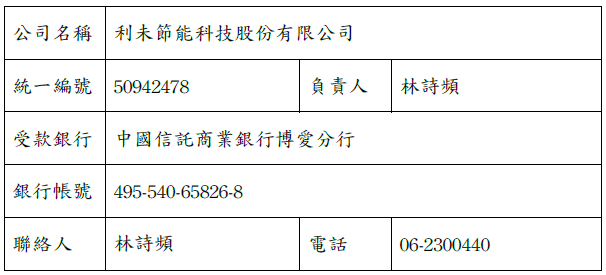 公司名稱 利未節能科技股份有限公司
統一編號 50942478 負責人 林詩頻
受款銀行 中國信託商業銀行博愛分行
銀行帳號 495-540-65826-8
聯絡人 林詩頻 電話 06-2300440